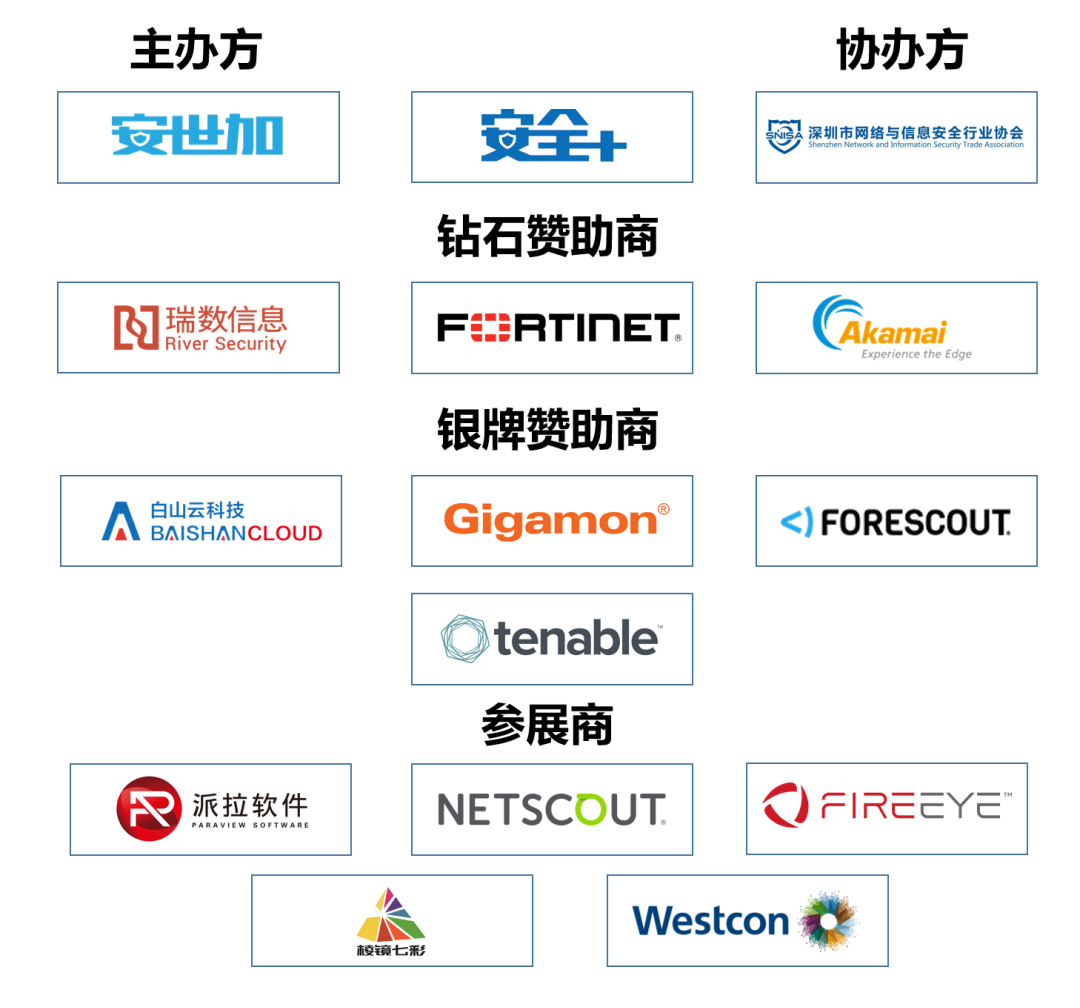 主办方
协办方
安世加
安全+
SNISA
深圳市网络与信息安全行业协会
Shenzhen Network and Information Security Trade Association
钻石赞助商
瑞数信息
River Security
FORTINET®
Akamai
Experience the Edge
银牌赞助商
白山云科技
BAISHANCLOUD
Gigamon®
FORESCOUT.
tenable™
参展商
派拉软件
PARAVIEW SOFTWARE
NETSCOUT®
FIREEYE™
棱镜七彩
Westcon